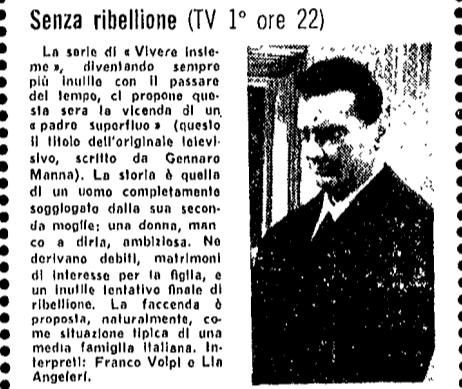 Senza ribellione (TV 1° ore 22)
La serie di « Vivere insie-
me », diventando sempre
più inutile con il passare
del tempo, ci propone que-
sta sera la vicenda di un
« padre superfluo » (questo
il titolo dell'originale televi-
sivo, scritto da Gennaro
Manna). La storia è quella
di un uomo completamente
soggiogato dalla sua secon-
da moglie: una donna, man
co a dirla, ambiziosa. Ne
derivano debiti, matrimoni
di interesse per la figlia, e
un inutile tentativo finale di
ribellione. La faccenda è
proposta, naturalmente, co-
me situazione tipica di una
media famiglia italiana. In-
terpreti: Franco Volpi e Lia
Angeleri.